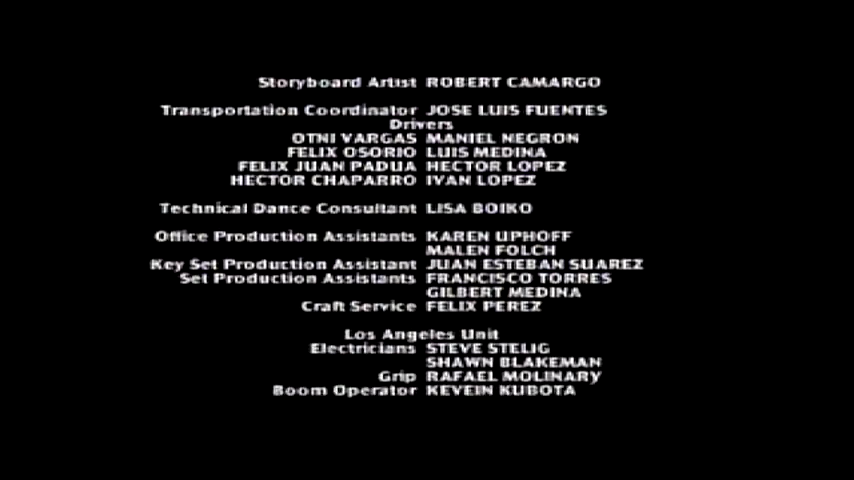 Storyboard Artist ROBERT CAMARGO
Transportation Coordinator JOSE LUIS FUENTES
Drivers
OTNI VARGAS MANIEL NEGRON
FELIX OSORIO LUIS MEDINA
FELIX JUAN PADUA HECTOR LOPEZ
HECTOR CHAPARRO IVAN LOPEZ
Technical Dance Consultant LISA BOIKO
Office Production Assistants KAREN UPHOFF
MALEN FOLCH
Key Set Production Assistant JUAN ESTEBAN SUAREZ
Set Production Assistants FRANCISCO TORRES
GILBERT MEDINA
Craft Service FELIX PEREZ
Los Angeles Unit
Electricians STEVE STELIG
SHAWN BLAKEMAN
Grip RAFAEL MOLINARY
Boom Operator KEVEIN KUBOTA